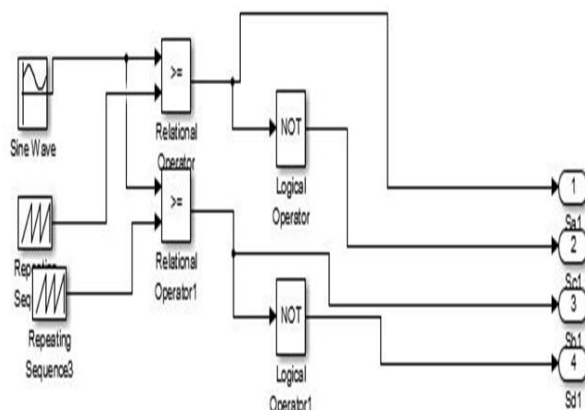 >=
Sine Wave
Relational
Operator
NOT
Logical
Operator
1
Sa1
>=
2
Sc1
Relational
Operator1
3
Sb1
Repeating
Sequence3
NOT
Logical
Operator1
4
Sd1